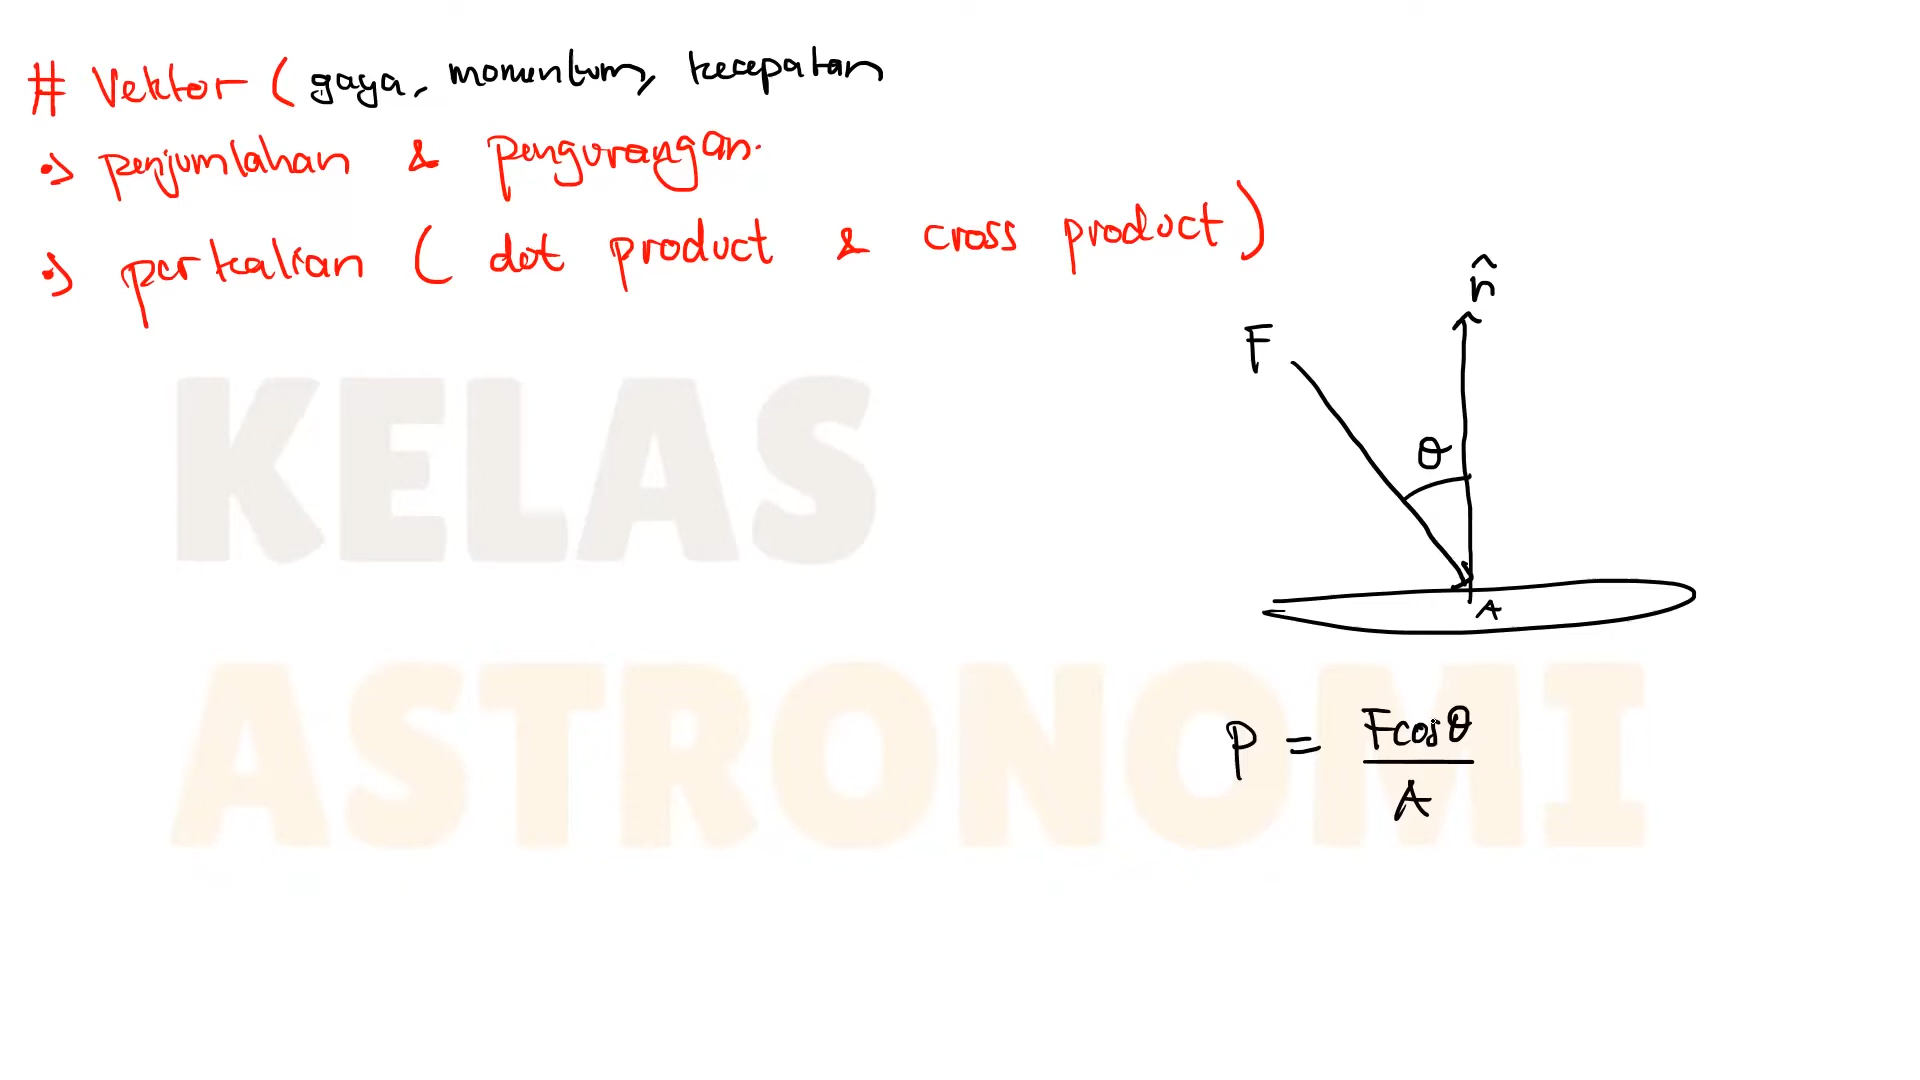 # Vektor ( gaya, momentum, kecepatan
penjumlahan & pengurangan.
perkalian ( dot product & cross product )
n̂
F
θ
A
P = Fcosθ
A
KELAS
ASTRONOMI